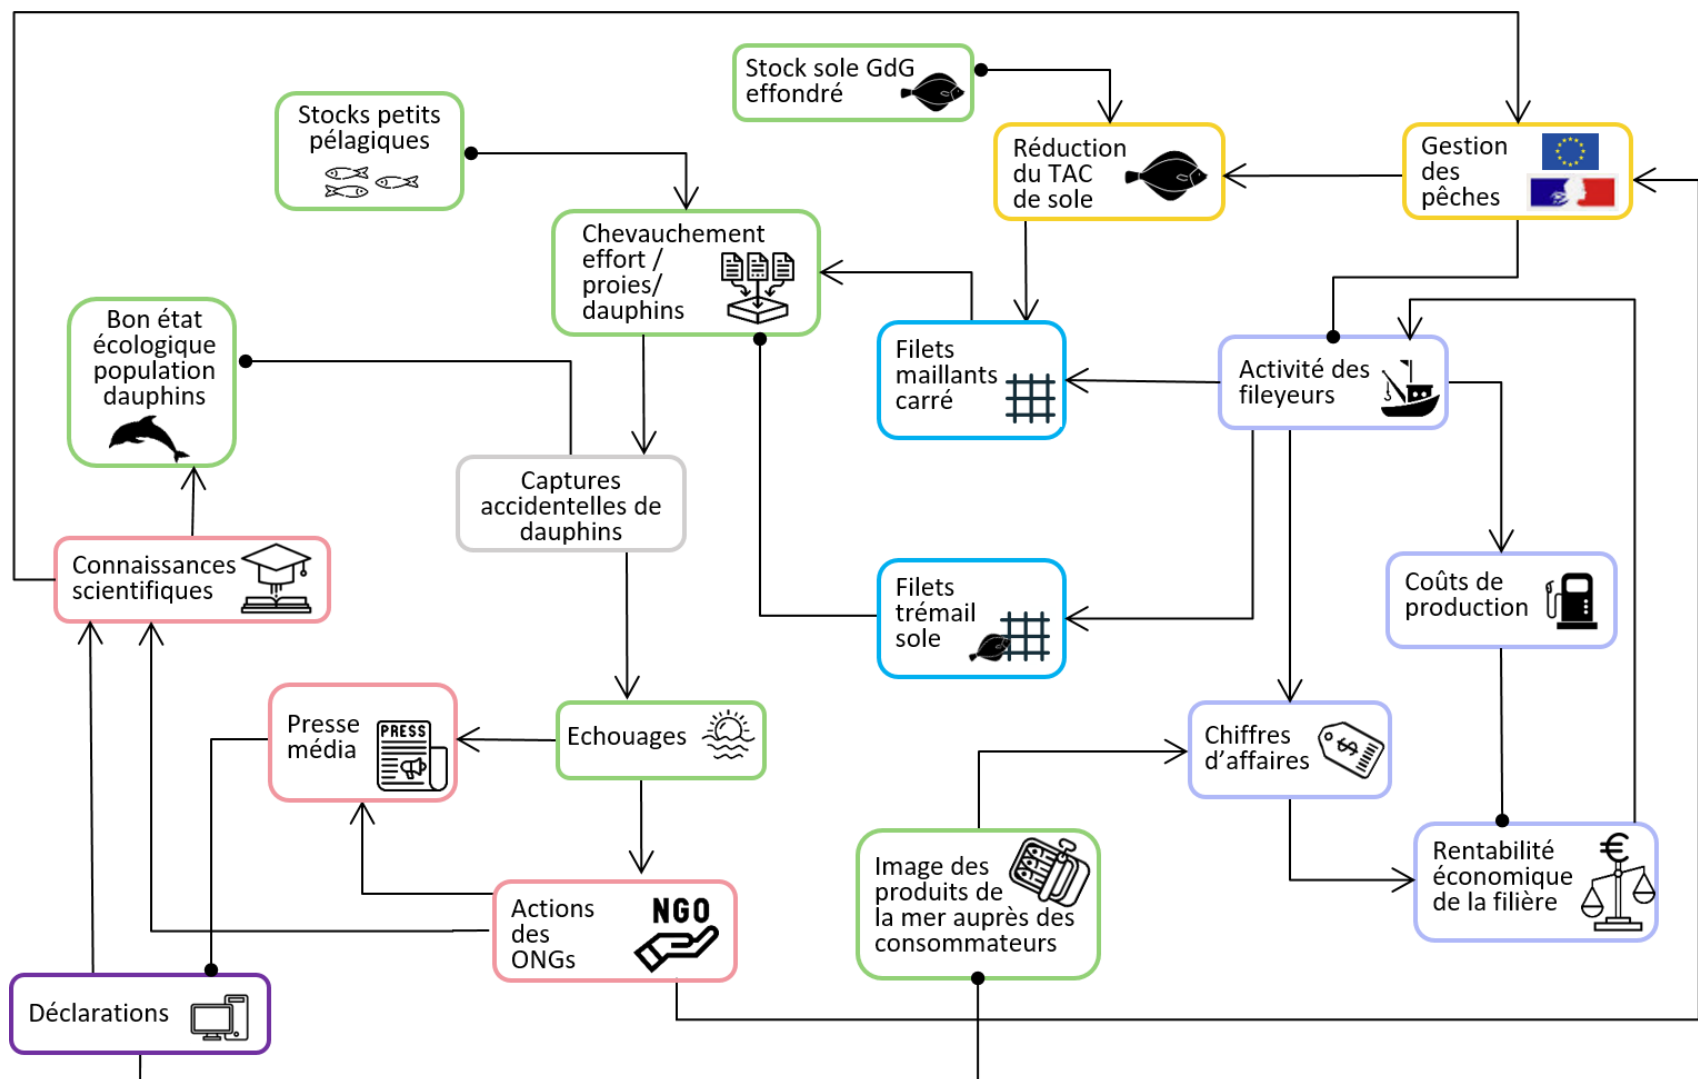 Stock sole GdG
effondré
Stocks petits
pélagiques
Réduction
du TAC
de sole
Gestion
des
pêches
Chevauchement
effort /
proies/
dauphins
Bon état
écologique
population
dauphins
Filets
maillants
carré
Activité des
fileyeurs
Captures
accidentelles de
dauphins
Connaissances
scientifiques
Filets
trémail
sole
Coûts de
production
Presse
média
PRESS
Echouages
Chiffres
d'affaires
$
Image des
produits de
la mer auprès des
consommateurs
Rentabilité
économique
de la filière
€
Actions
des
ONGs
NGO
Déclarations